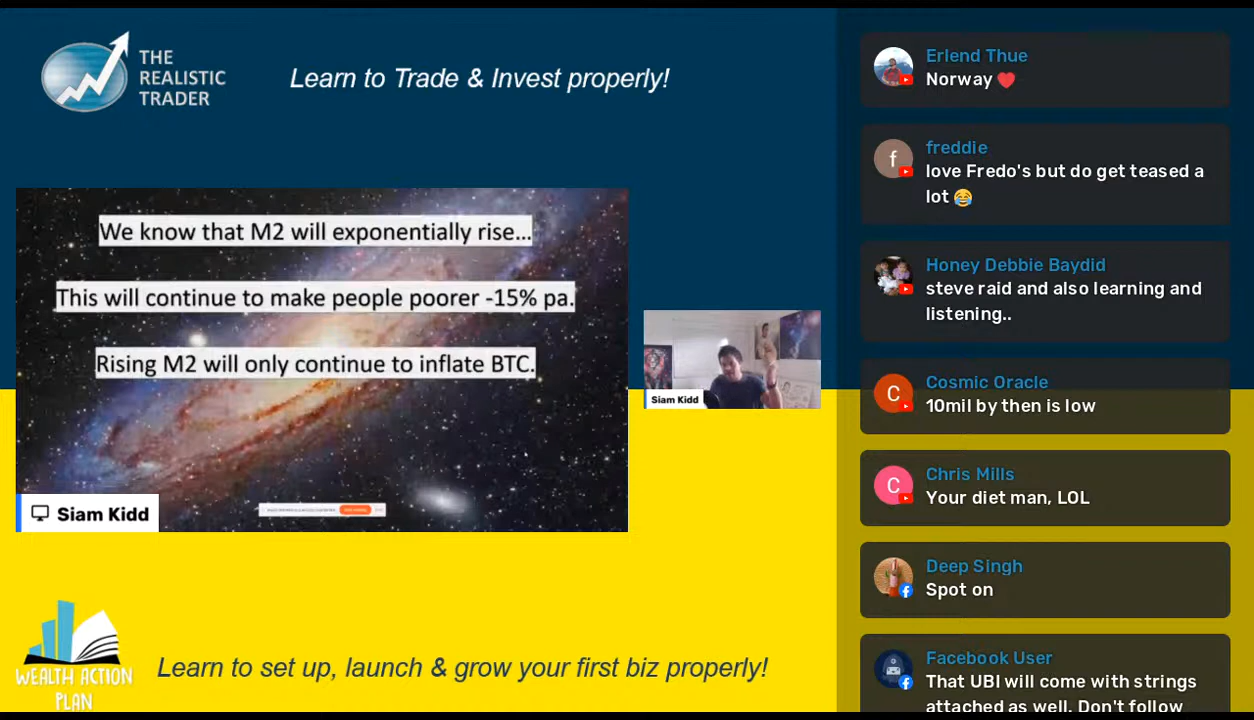 THE
REALISTIC
TRADER
Learn to Trade & Invest properly!
We know that M2 will exponentially rise...
This will continue to make people poorer -15% pa.
Rising M2 will only continue to inflate BTC.
Siam Kidd
Siam Kidd
WEALTH ACTION
PLAN
Learn to set up, launch & grow your first biz properly!
Erlend Thue
Norway ❤️
f
freddie
love Fredo's but do get teased a
lot 😂
Honey Debbie Baydid
steve raid and also learning and
listening..
C
Cosmic Oracle
10mil by then is low
C
Chris Mills
Your diet man, LOL
Deep Singh
Spot on
Facebook User
That UBI will come with strings
attached as well. Don't follow